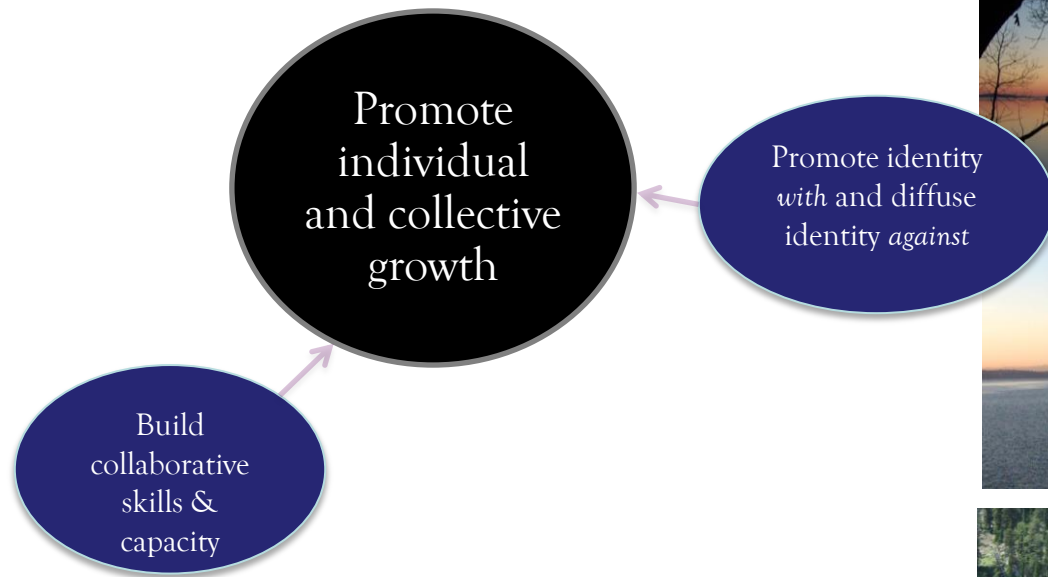 Promote
individual
and collective
growth
Promote identity
with and diffuse
identity against
Build
collaborative
skills &
capacity